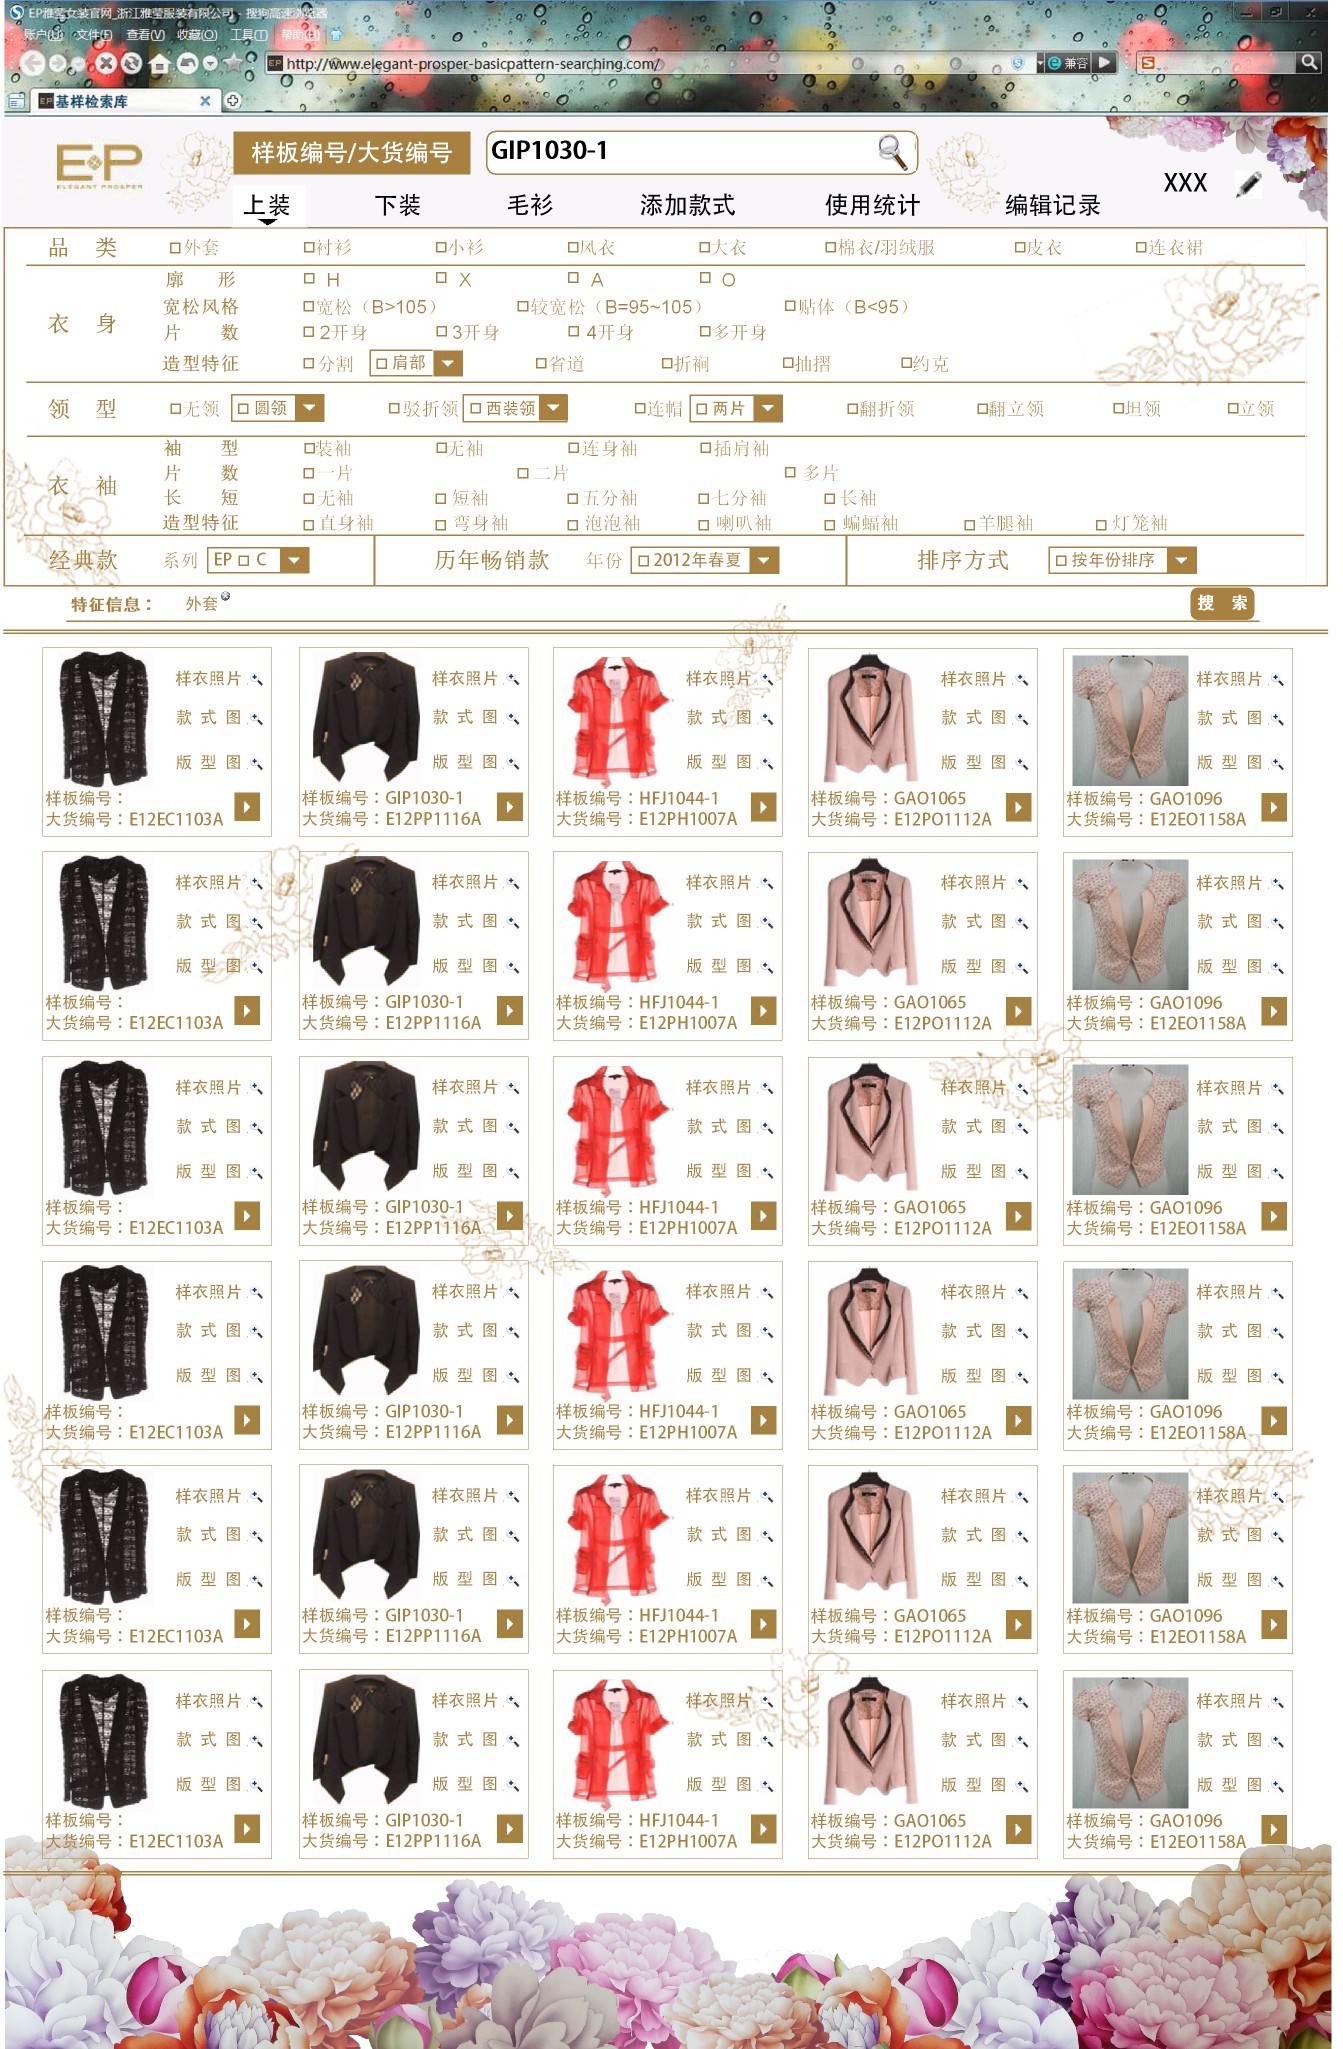 EP雅莹女装官网_浙江雅莹服装有限公司 - 搜狗高速浏览器
账户(U) 文件(F) 查看(V) 收藏(O) 工具(T) 帮助(H)
EP http://www.elegant-prosper-basicpattern-searching.com/ 兼容
EP 基样检索库
E P
ELEGANT PROSPER
样板编号/大货编号 GIP1030-1
XXX
上装 下装 毛衫 添加款式 使用统计 编辑记录
品 类 外套 衬衫 小衫 风衣 大衣 棉衣/羽绒服 皮衣 连衣裙
衣 身
廓 形 H X A O
宽松风格 宽松（B>105） 较宽松（B=95~105） 贴体（B<95）
片 数 2开身 3开身 4开身 多开身
造型特征 分割 肩部 省道 折裥 抽摺 约克
领 型 无领 圆领 驳折领 西装领 连帽 两片 翻折领 翻立领 坦领 立领
衣 袖
袖 型 装袖 无袖 连身袖 插肩袖
片 数 一片 二片 多片
长 短 无袖 短袖 五分袖 七分袖 长袖
造型特征 直身袖 弯身袖 泡泡袖 喇叭袖 蝙蝠袖 羊腿袖 灯笼袖
经典款 系列 EP C 历年畅销款 年份 2012年春夏 排序方式 按年份排序
特征信息： 外套 搜 索
样衣照片 样衣照片 样衣照片 样衣照片 样衣照片
款 式 图 款 式 图 款 式 图 款 式 图 款 式 图
版 型 图 版 型 图 版 型 图 版 型 图 版 型 图
样板编号： 样板编号：GIP1030-1 样板编号：HFJ1044-1 样板编号：GAO1065 样板编号：GAO1096
大货编号：E12EC1103A 大货编号：E12PP1116A 大货编号：E12PH1007A 大货编号：E12PO1112A 大货编号：E12EO1158A
样衣照片 样衣照片 样衣照片 样衣照片 样衣照片
款 式 图 款 式 图 款 式 图 款 式 图 款 式 图
版 型 图 版 型 图 版 型 图 版 型 图 版 型 图
样板编号： 样板编号：GIP1030-1 样板编号：HFJ1044-1 样板编号：GAO1065 样板编号：GAO1096
大货编号：E12EC1103A 大货编号：E12PP1116A 大货编号：E12PH1007A 大货编号：E12PO1112A 大货编号：E12EO1158A
样衣照片 样衣照片 样衣照片 样衣照片 样衣照片
款 式 图 款 式 图 款 式 图 款 式 图 款 式 图
版 型 图 版 型 图 版 型 图 版 型 图 版 型 图
样板编号： 样板编号：GIP1030-1 样板编号：HFJ1044-1 样板编号：GAO1065 样板编号：GAO1096
大货编号：E12EC1103A 大货编号：E12PP1116A 大货编号：E12PH1007A 大货编号：E12PO1112A 大货编号：E12EO1158A
样衣照片 样衣照片 样衣照片 样衣照片 样衣照片
款 式 图 款 式 图 款 式 图 款 式 图 款 式 图
版 型 图 版 型 图 版 型 图 版 型 图 版 型 图
样板编号： 样板编号：GIP1030-1 样板编号：HFJ1044-1 样板编号：GAO1065 样板编号：GAO1096
大货编号：E12EC1103A 大货编号：E12PP1116A 大货编号：E12PH1007A 大货编号：E12PO1112A 大货编号：E12EO1158A
样衣照片 样衣照片 样衣照片 样衣照片 样衣照片
款 式 图 款 式 图 款 式 图 款 式 图 款 式 图
版 型 图 版 型 图 版 型 图 版 型 图 版 型 图
样板编号： 样板编号：GIP1030-1 样板编号：HFJ1044-1 样板编号：GAO1065 样板编号：GAO1096
大货编号：E12EC1103A 大货编号：E12PP1116A 大货编号：E12PH1007A 大货编号：E12PO1112A 大货编号：E12EO1158A
样衣照片 样衣照片 样衣照片 样衣照片 样衣照片
款 式 图 款 式 图 款 式 图 款 式 图 款 式 图
版 型 图 版 型 图 版 型 图 版 型 图 版 型 图
样板编号： 样板编号：GIP1030-1 样板编号：HFJ1044-1 样板编号：GAO1065 样板编号：GAO1096
大货编号：E12EC1103A 大货编号：E12PP1116A 大货编号：E12PH1007A 大货编号：E12PO1112A 大货编号：E12EO1158A